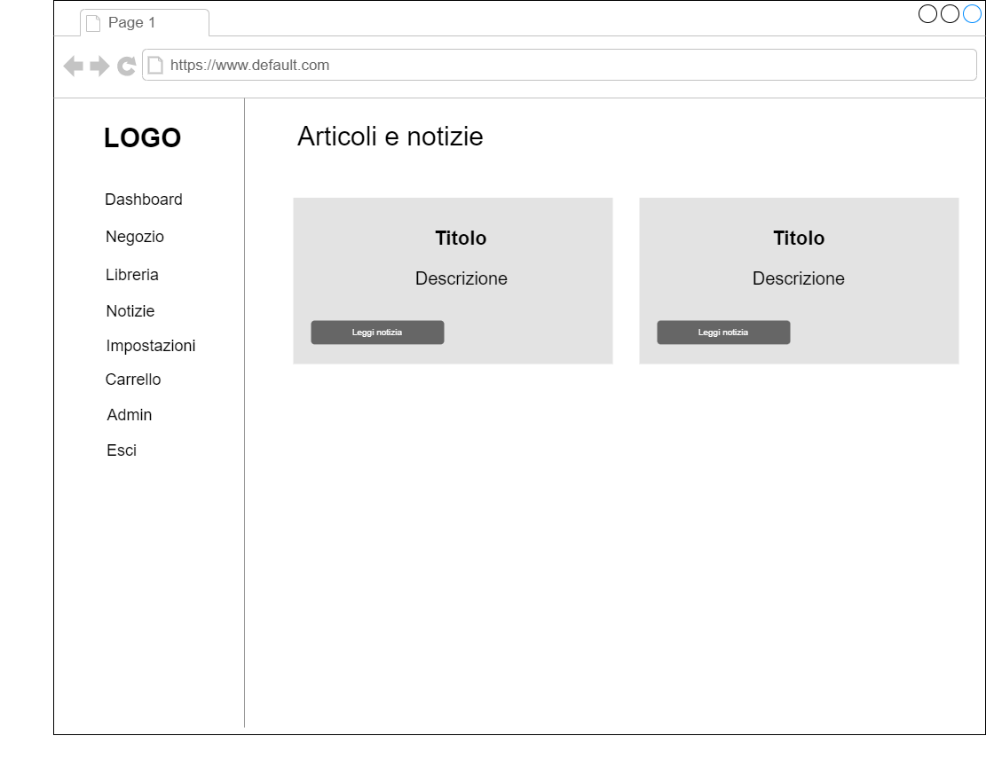 Page 1
https://www.default.com
LOGO
Dashboard
Negozio
Libreria
Notizie
Impostazioni
Carrello
Admin
Esci
Articoli e notizie
Titolo
Descrizione
Leggi notizia
Titolo
Descrizione
Leggi notizia